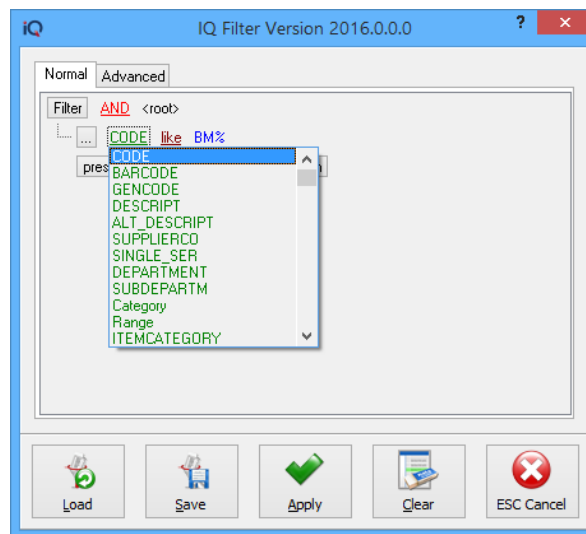 iQ IQ Filter Version 2016.0.0.0 ? ×
Normal Advanced
Filter AND <root>
... CODE like BM%
pres
CODE
BARCODE
GENCODE
DESCRIPT
ALT_DESCRIPT
SUPPLIERCO
SINGLE_SER
DEPARTMENT
SUBDEPARTM
Category
Range
ITEMCATEGORY
Load Save Apply Clear ESC Cancel